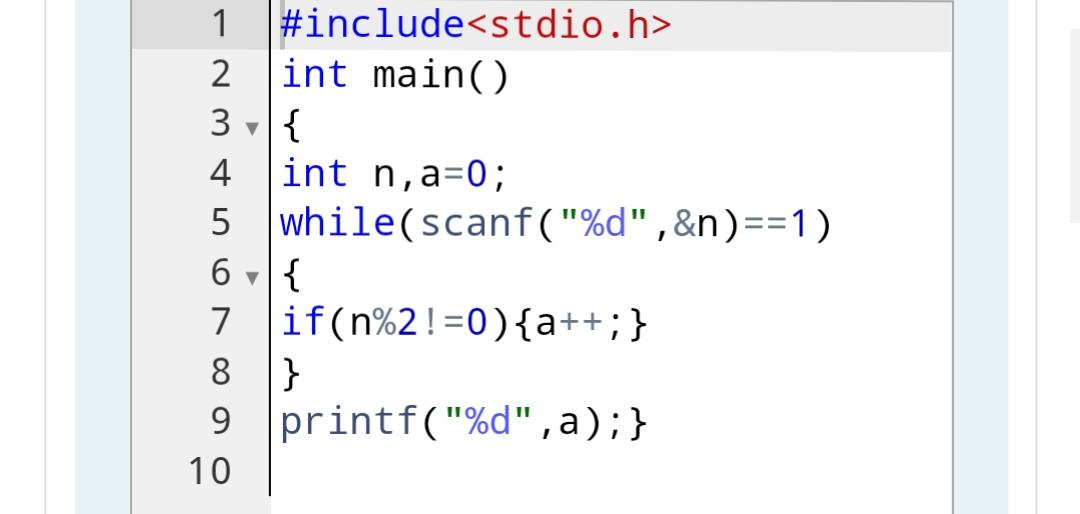 1 #include<stdio.h>
2 int main()
3 {
4 int n,a=0;
5 while(scanf("%d",&n)==1)
6 {
7 if(n%2!=0){a++;}
8 }
9 printf("%d",a);}
10